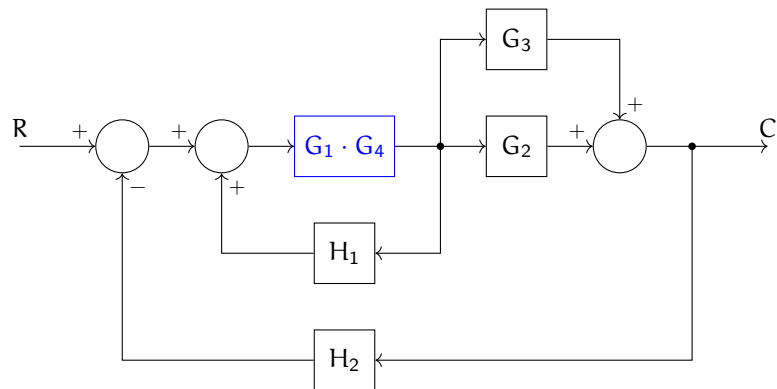 G₃
+
R + + G₁ · G₄ G₂ + C
− +
H₁
H₂